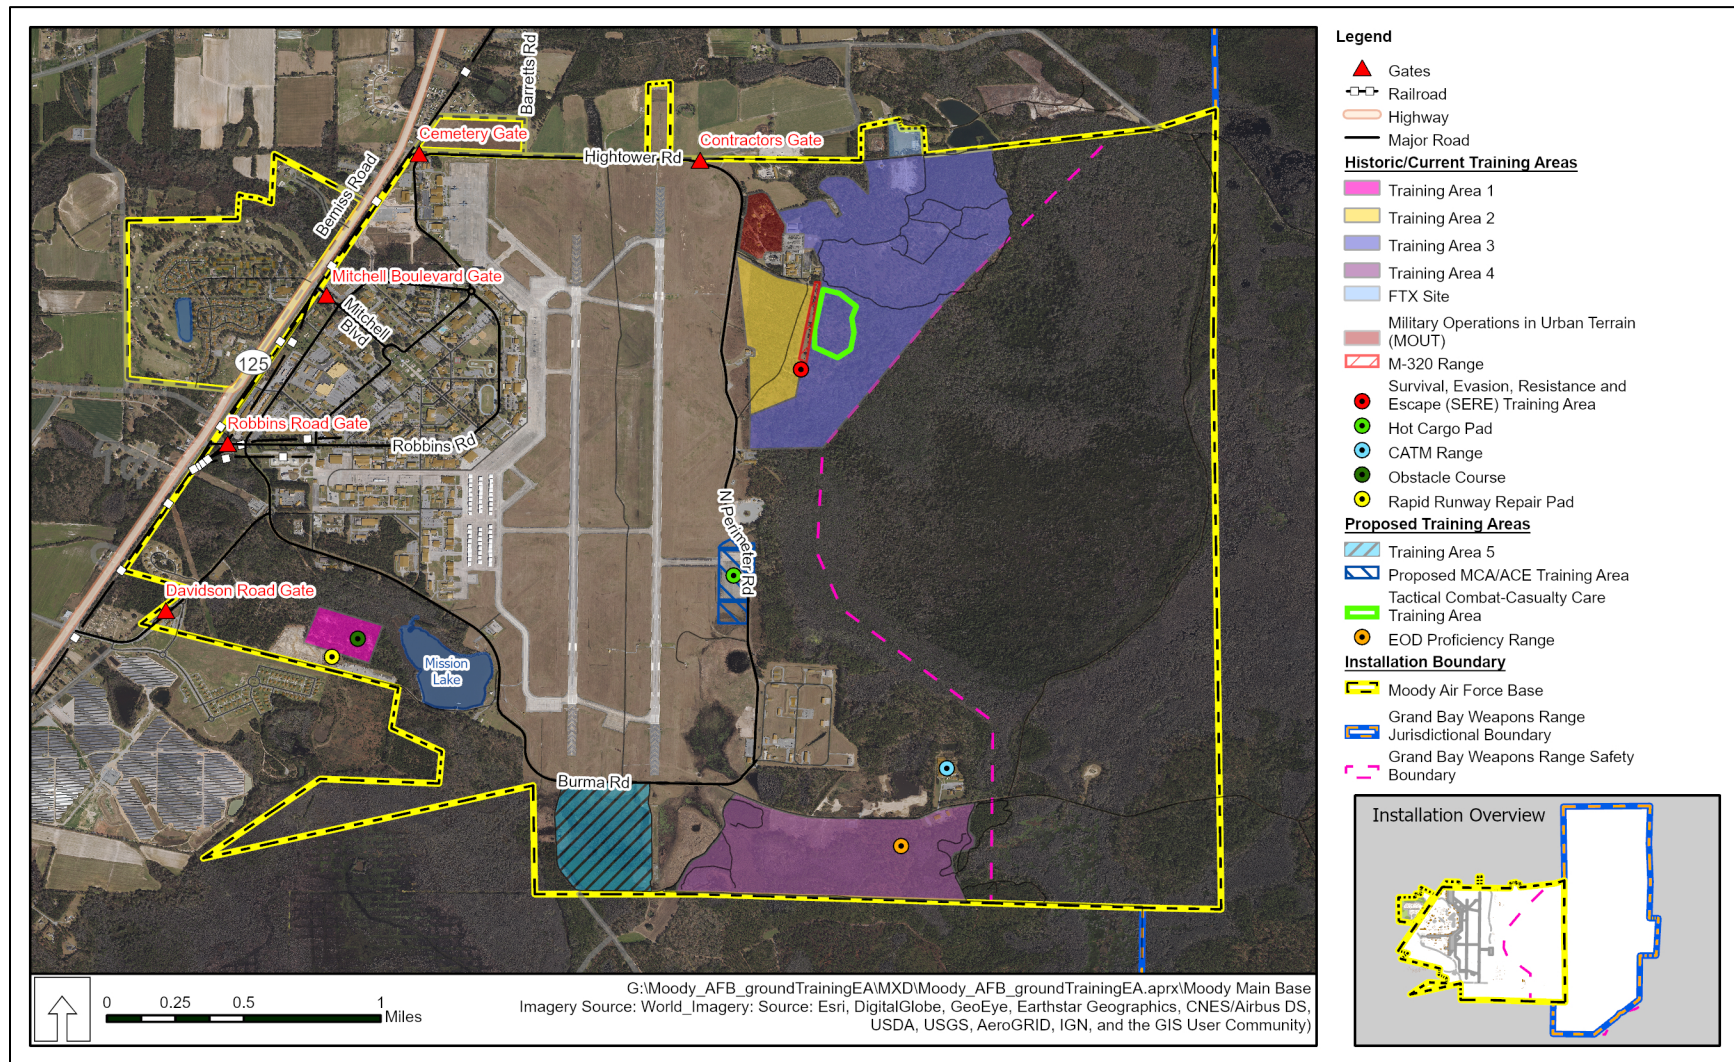 Barretts Rd
Cemetery Gate
Contractors Gate
Hightower Rd
Bemiss Road
Mitchell Boulevard Gate
Mitchell
Blvd
125
Robbins Road Gate
Robbins Rd
N Perimeter Rd
Davidson Road Gate
Mission
Lake
Burma Rd
0 0.25 0.5 1
Miles
G:\Moody_AFB_groundTrainingEA\MXD\Moody_AFB_groundTrainingEA.aprx\Moody Main Base
Imagery Source: World_Imagery: Source: Esri, DigitalGlobe, GeoEye, Earthstar Geographics, CNES/Airbus DS,
USDA, USGS, AeroGRID, IGN, and the GIS User Community)
Legend
Gates
Railroad
Highway
Major Road
Historic/Current Training Areas
Training Area 1
Training Area 2
Training Area 3
Training Area 4
FTX Site
Military Operations in Urban Terrain
(MOUT)
M-320 Range
Survival, Evasion, Resistance and
Escape (SERE) Training Area
Hot Cargo Pad
CATM Range
Obstacle Course
Rapid Runway Repair Pad
Proposed Training Areas
Training Area 5
Proposed MCA/ACE Training Area
Tactical Combat-Casualty Care
Training Area
EOD Proficiency Range
Installation Boundary
Moody Air Force Base
Grand Bay Weapons Range
Jurisdictional Boundary
Grand Bay Weapons Range Safety
Boundary
Installation Overview